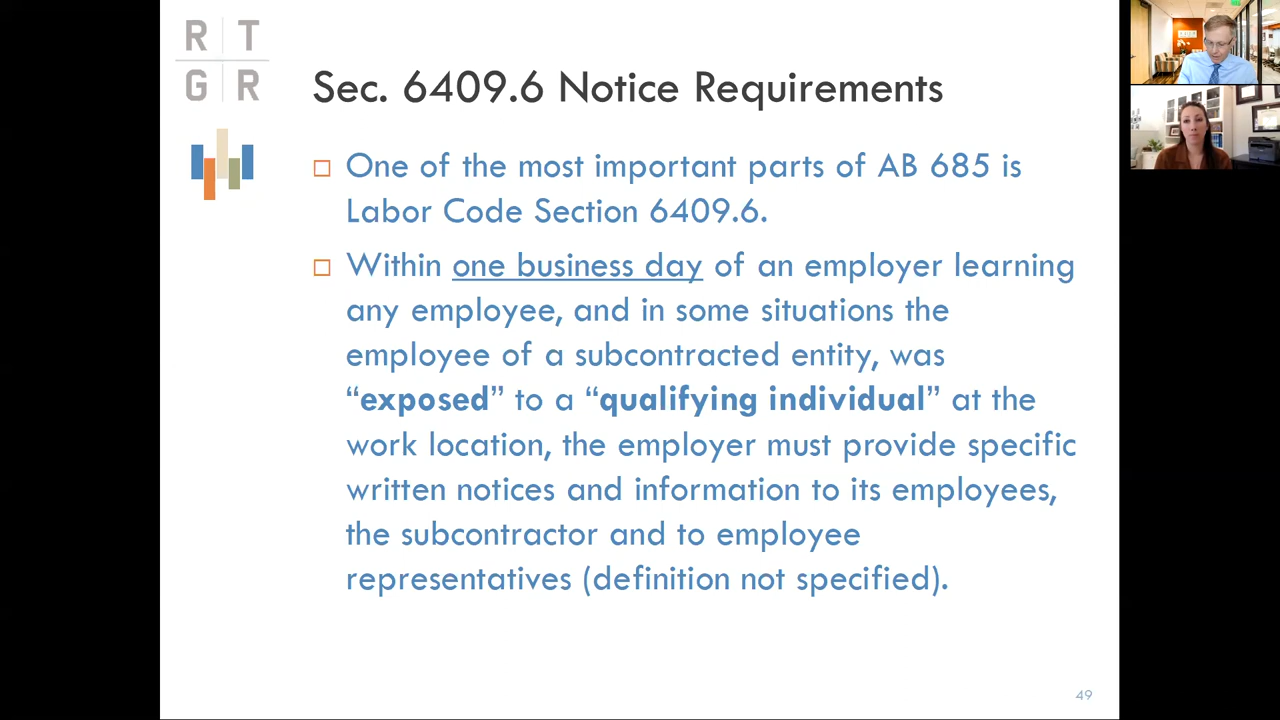 R T
G R
Sec. 6409.6 Notice Requirements
One of the most important parts of AB 685 is
Labor Code Section 6409.6.
Within one business day of an employer learning
any employee, and in some situations the
employee of a subcontracted entity, was
“exposed” to a “qualifying individual” at the
work location, the employer must provide specific
written notices and information to its employees,
the subcontractor and to employee
representatives (definition not specified).
49